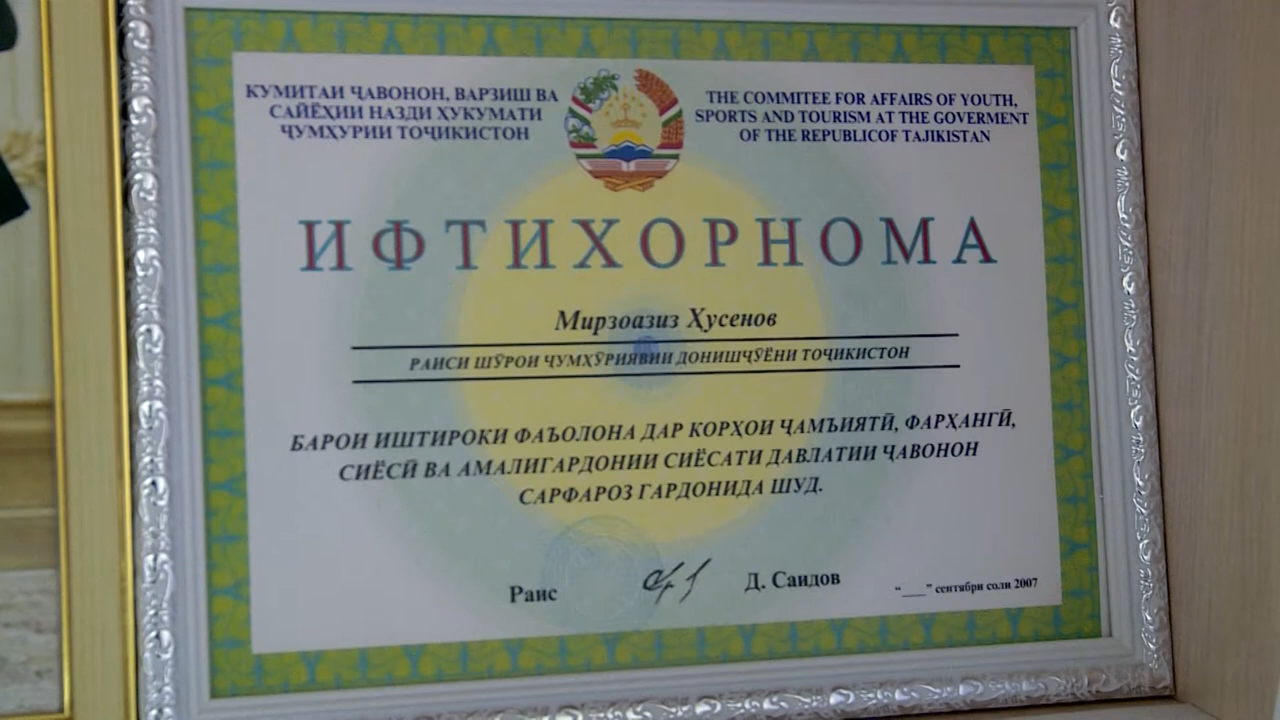 КУМИТАИ ҶАВОНОН, ВАРЗИШ ВА
САЙЁҲИИ НАЗДИ ҲУКУМАТИ
ҶУМҲУРИИ ТОҶИКИСТОН
THE COMMITEE FOR AFFAIRS OF YOUTH,
SPORTS AND TOURISM AT THE GOVERMENT
OF THE REPUBLICOF TAJIKISTAN
ИФТИХОРНОМА
Мирзоазиз Ҳусенов
РАИСИ ШӮРОИ ҶУМҲӮРИЯВИИ ДОНИШҶӮЁНИ ТОҶИКИСТОН
БАРОИ ИШТИРОКИ ФАЪОЛОНА ДАР КОРҲОИ ҶАМЪИЯТӢ, ФАРҲАНГӢ,
СИЁСӢ ВА АМАЛИГАРДОНИИ СИЁСАТИ ДАВЛАТИИ ҶАВОНОН
САРФАРОЗ ГАРДОНИДА ШУД.
Раис Д. Саидов "___" сентябри соли 2007